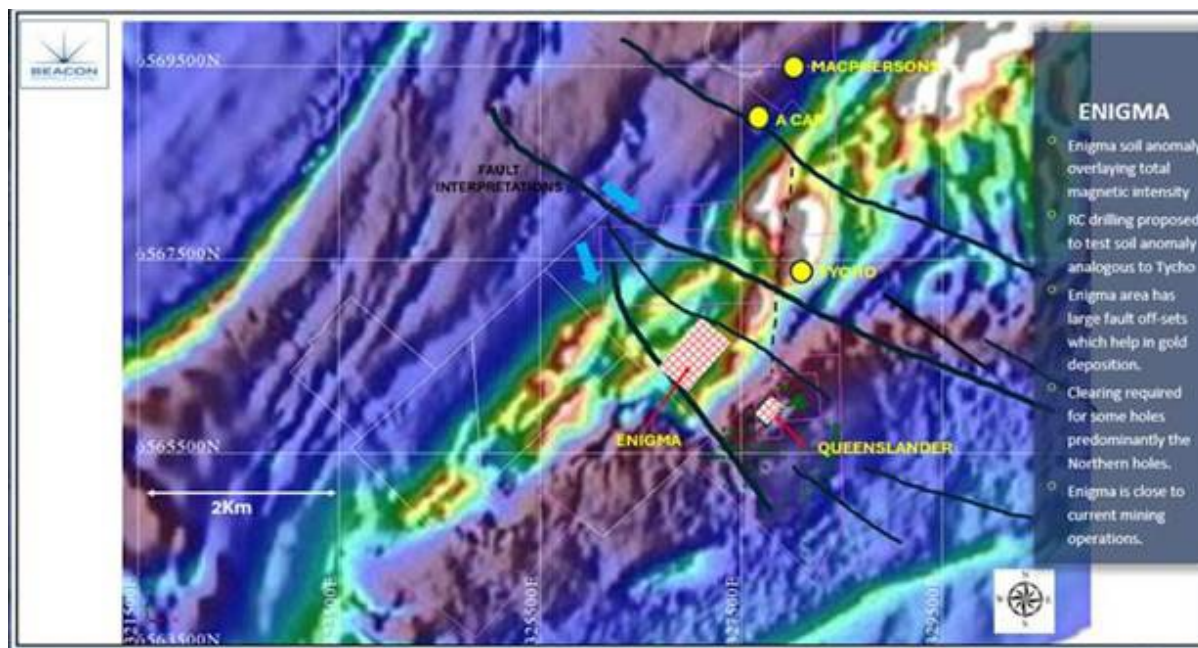 BEACON
6569500N
MACPHERSONS
A CAP
FAULT
INTERPRETATIONS
6567500N
TYCHO
ENIGMA
QUEENSLANDER
6565500N
2Km
6563500N
321500E
323500E
325500E
327500E
329500E
ENIGMA
Enigma soil anomaly
overlaying total
magnetic intensity
RC drilling proposed
to test soil anomaly
analogous to Tycho
Enigma area has
large fault off-sets
which help in gold
deposition.
Clearing required
for some holes
predominantly the
Northern holes.
Enigma is close to
current mining
operations.